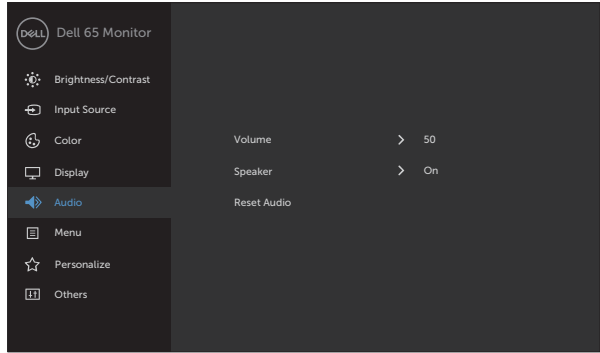 DELL Dell 65 Monitor
Brightness/Contrast
Input Source
Color
Display
Audio
Menu
Personalize
Others
Volume > 50
Speaker > On
Reset Audio